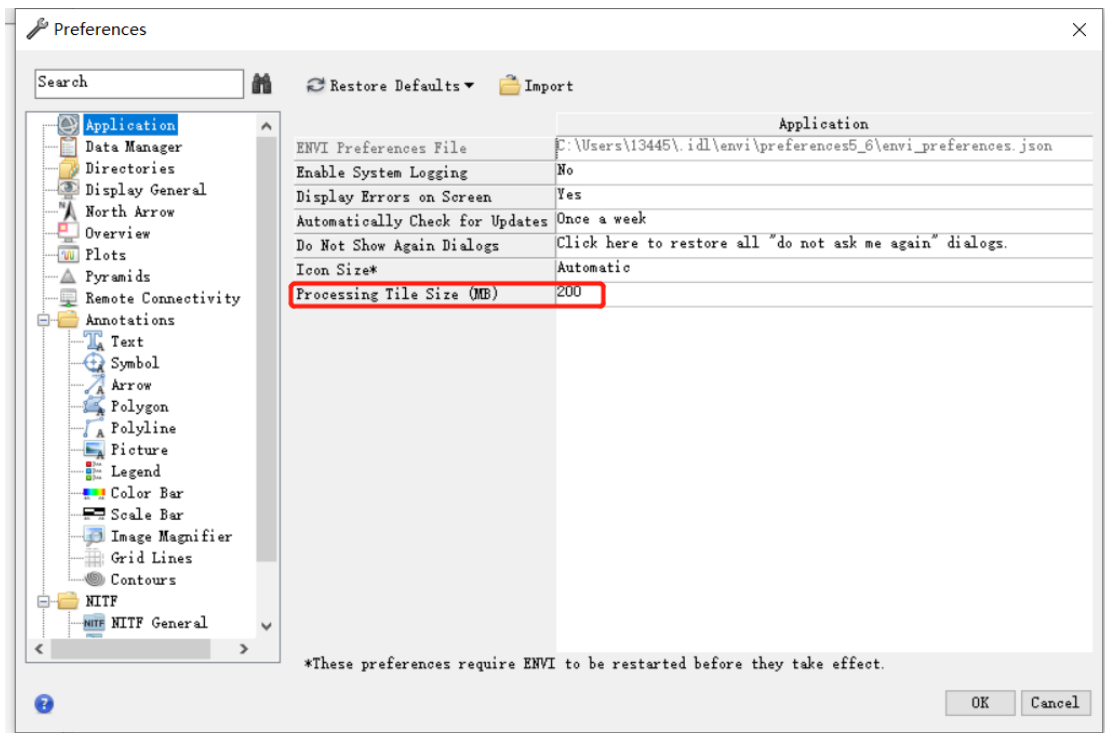 Preferences
Search
Restore Defaults
Import
Application
Data Manager
Directories
Display General
North Arrow
Overview
Plots
Pyramids
Remote Connectivity
Annotations
Text
Symbol
Arrow
Polygon
Polyline
Picture
Legend
Color Bar
Scale Bar
Image Magnifier
Grid Lines
Contours
NITF
NITF General
Application
ENVI Preferences File C:\Users\13445\.idl\envi\preferences5_6\envi_preferences.json
Enable System Logging No
Display Errors on Screen Yes
Automatically Check for Updates Once a week
Do Not Show Again Dialogs Click here to restore all "do not ask me again" dialogs.
Icon Size* Automatic
Processing Tile Size (MB) 200
*These preferences require ENVI to be restarted before they take effect.
OK
Cancel